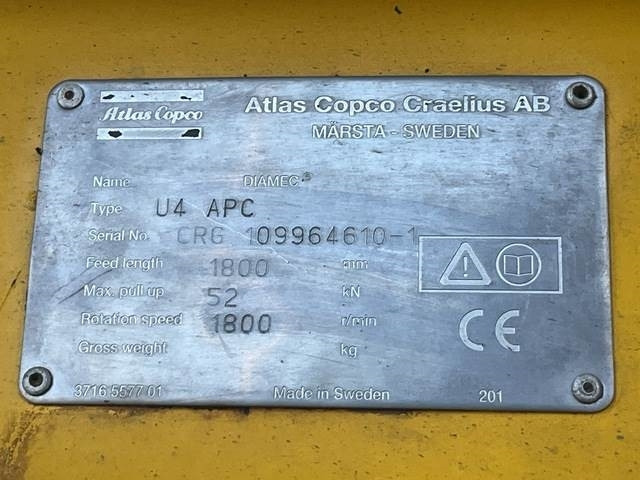 Atlas Copco
Atlas Copco Craelius AB
MÄRSTA - SWEDEN
Name DIAMEC®
Type U4 APC
Serial No CRG 109964610-1
Feed length 1800 mm
Max. pull up 52 kN
Rotation speed 1800 r/min
Gross weight kg
CE
3716 5577 01 Made in Sweden 201